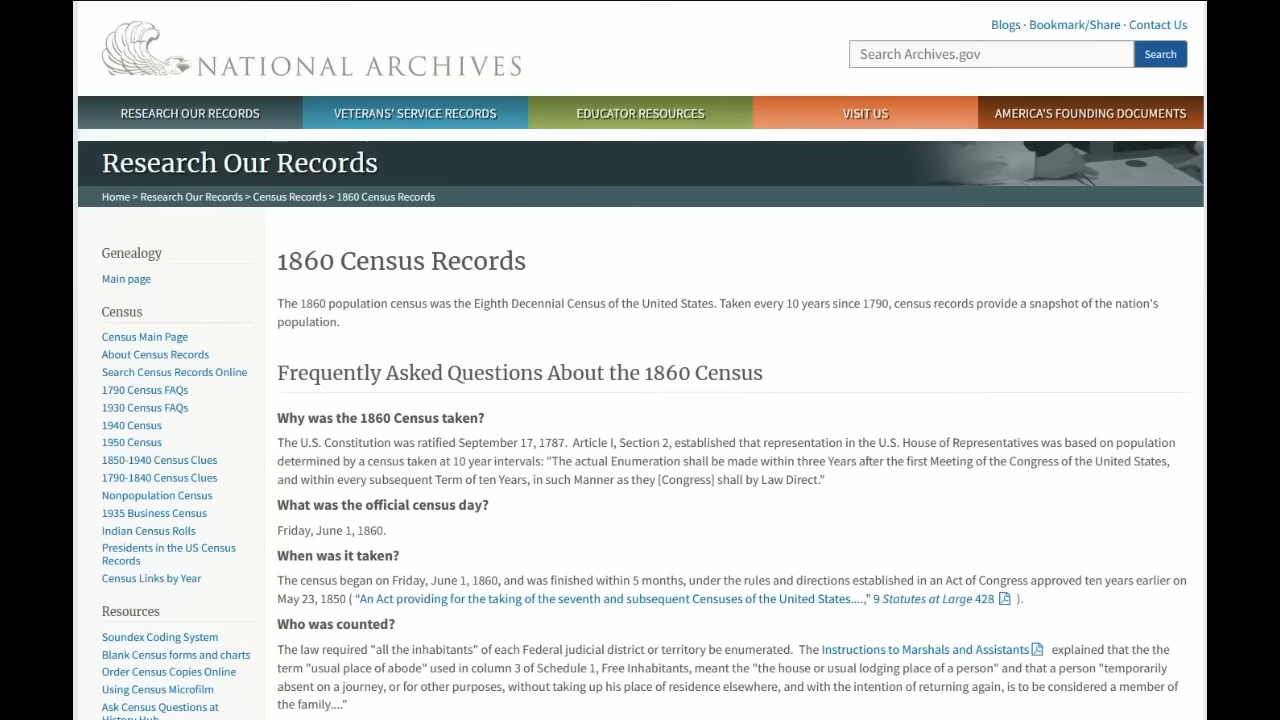 Blogs · Bookmark/Share · Contact Us
NATIONAL ARCHIVES
Search Archives.gov
Search
RESEARCH OUR RECORDS
VETERANS' SERVICE RECORDS
EDUCATOR RESOURCES
VISIT US
AMERICA'S FOUNDING DOCUMENTS
Research Our Records
Home > Research Our Records > Census Records > 1860 Census Records
Genealogy
Main page
Census
Census Main Page
About Census Records
Search Census Records Online
1790 Census FAQs
1930 Census FAQs
1940 Census
1950 Census
1850-1940 Census Clues
1790-1840 Census Clues
Nonpopulation Census
1935 Business Census
Indian Census Rolls
Presidents in the US Census
Records
Census Links by Year
Resources
Soundex Coding System
Blank Census forms and charts
Order Census Copies Online
Using Census Microfilm
Ask Census Questions at
History Hub
1860 Census Records
The 1860 population census was the Eighth Decennial Census of the United States. Taken every 10 years since 1790, census records provide a snapshot of the nation's
population.
Frequently Asked Questions About the 1860 Census
Why was the 1860 Census taken?
The U.S. Constitution was ratified September 17, 1787. Article I, Section 2, established that representation in the U.S. House of Representatives was based on population
determined by a census taken at 10 year intervals: "The actual Enumeration shall be made within three Years after the first Meeting of the Congress of the United States,
and within every subsequent Term of ten Years, in such Manner as they [Congress] shall by Law Direct."
What was the official census day?
Friday, June 1, 1860.
When was it taken?
The census began on Friday, June 1, 1860, and was finished within 5 months, under the rules and directions established in an Act of Congress approved ten years earlier on
May 23, 1850 ( “An Act providing for the taking of the seventh and subsequent Censuses of the United States....,” 9 Statutes at Large 428 ).
Who was counted?
The law required "all the inhabitants" of each Federal judicial district or territory be enumerated. The Instructions to Marshals and Assistants explained that the the
term "usual place of abode" used in column 3 of Schedule 1, Free Inhabitants, meant the "the house or usual lodging place of a person" and that a person "temporarily
absent on a journey, or for other purposes, without taking up his place of residence elsewhere, and with the intention of returning again, is to be considered a member of
the family...."